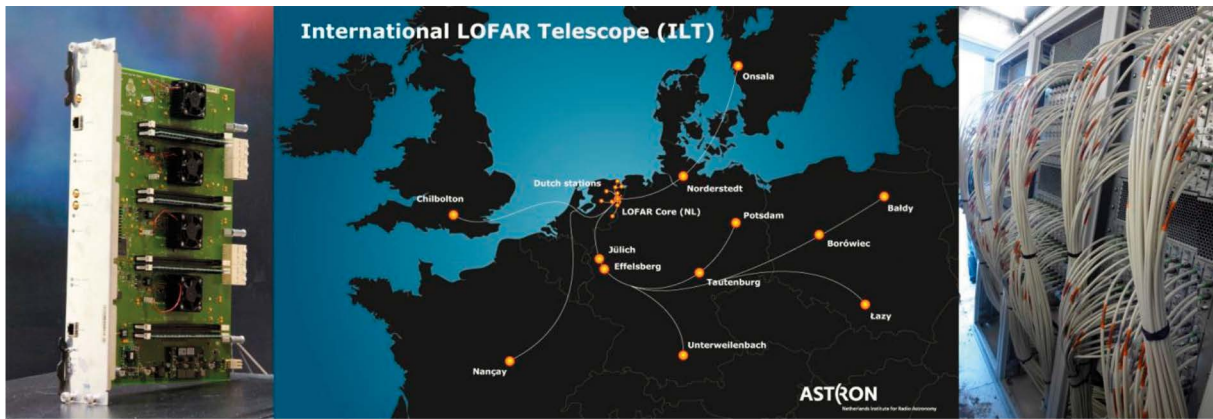 International LOFAR Telescope (ILT)
Onsala
Dutch stations
Norderstedt
Chilbolton
LOFAR Core (NL)
Potsdam
Bałdy
Borówiec
Jülich
Effelsberg
Tautenburg
Łazy
Unterweilenbach
Nançay
ASTRON
Netherlands Institute for Radio Astronomy